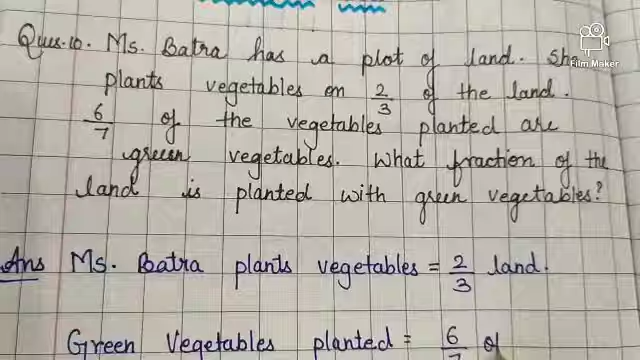 Ques.10. Ms. Batra has a plot of land. She
plants vegetables on 2/3 of the land.
6/7 of the vegetables planted are
green vegetables. What fraction of the
land is planted with green vegetables?
Ans Ms. Batra plants vegetables = 2/3 land.
Green Vegetables planted = 6/7 of
Film Maker